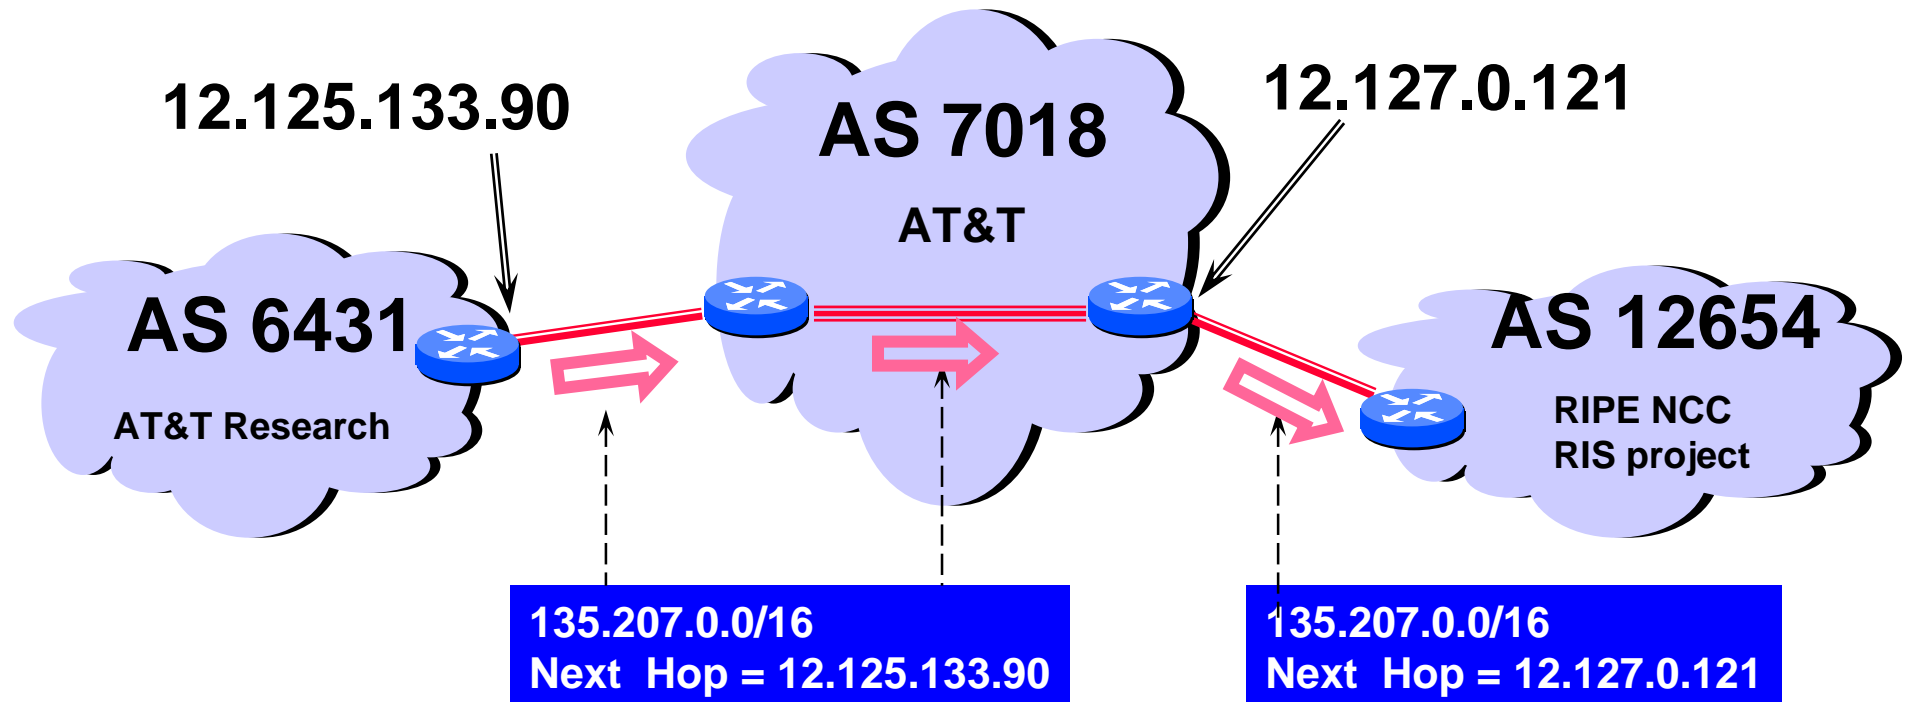 12.125.133.90
AS 7018
AT&T
12.127.0.121
AS 6431
AT&T Research
AS 12654
RIPE NCC
RIS project
135.207.0.0/16
Next Hop = 12.125.133.90
135.207.0.0/16
Next Hop = 12.127.0.121